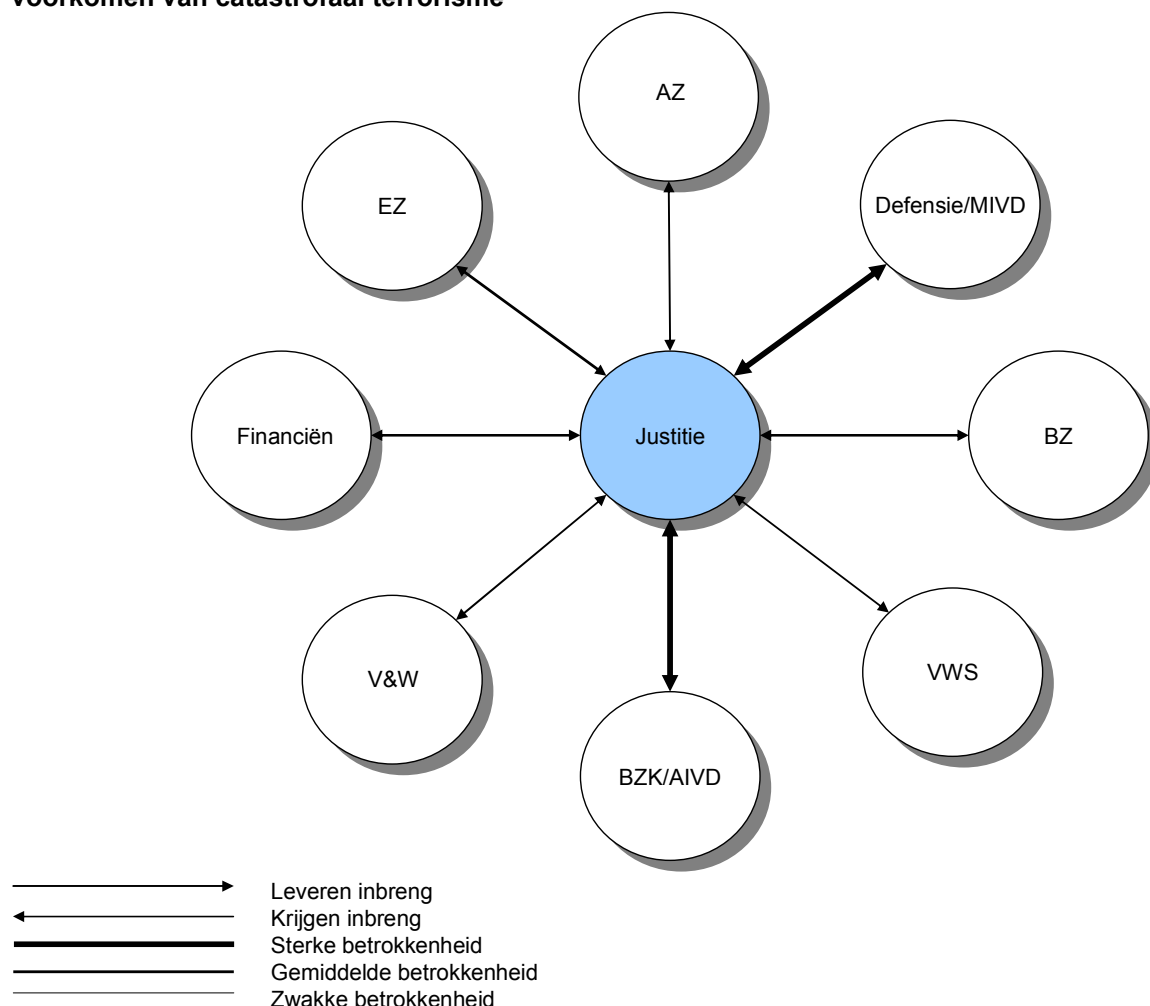 voorkomen van catastrofaal terrorisme
AZ
EZ
Defensie/MIVD
Financiën
Justitie
BZ
V&W
VWS
BZK/AIVD
Leveren inbreng
Krijgen inbreng
Sterke betrokkenheid
Gemiddelde betrokkenheid
Zwakke betrokkenheid